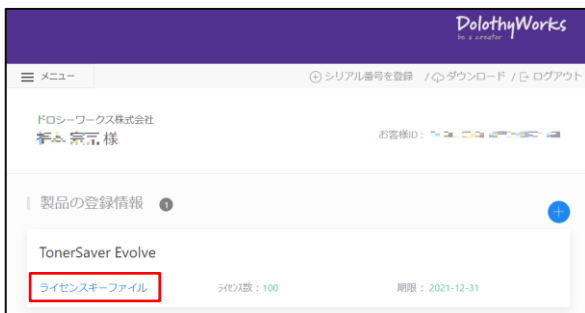 DolothyWorks
be a creator
メニュー
シリアル番号を登録 / ダウンロード / ログアウト
ドロシーワークス株式会社
様
お客様ID：
製品の登録情報 1
TonerSaver Evolve
ライセンスキーファイル ライセンス数：100 期限：2021-12-31